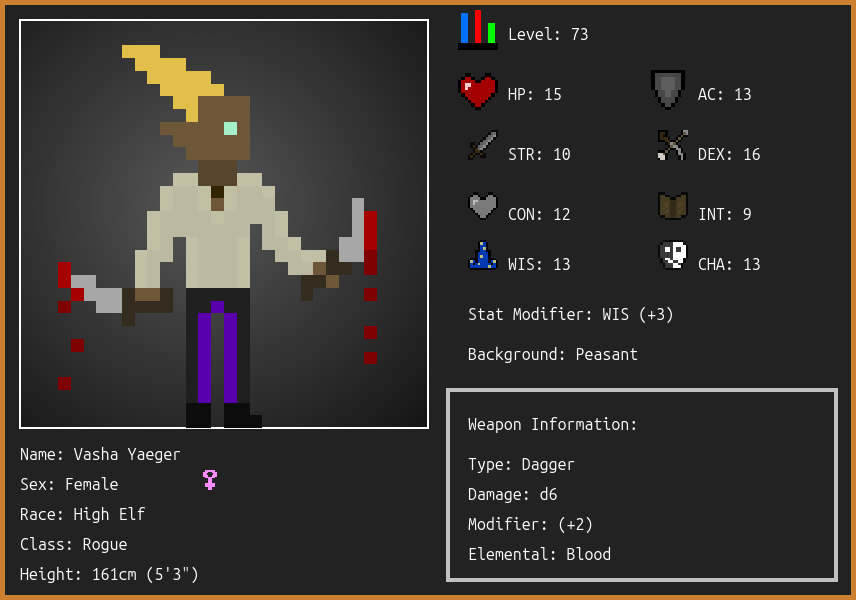 Level: 73
HP: 15
AC: 13
STR: 10
DEX: 16
CON: 12
INT: 9
WIS: 13
CHA: 13
Stat Modifier: WIS (+3)
Background: Peasant
Weapon Information:
Type: Dagger
Damage: d6
Modifier: (+2)
Elemental: Blood
Name: Vasha Yaeger
Sex: Female
Race: High Elf
Class: Rogue
Height: 161cm (5'3")